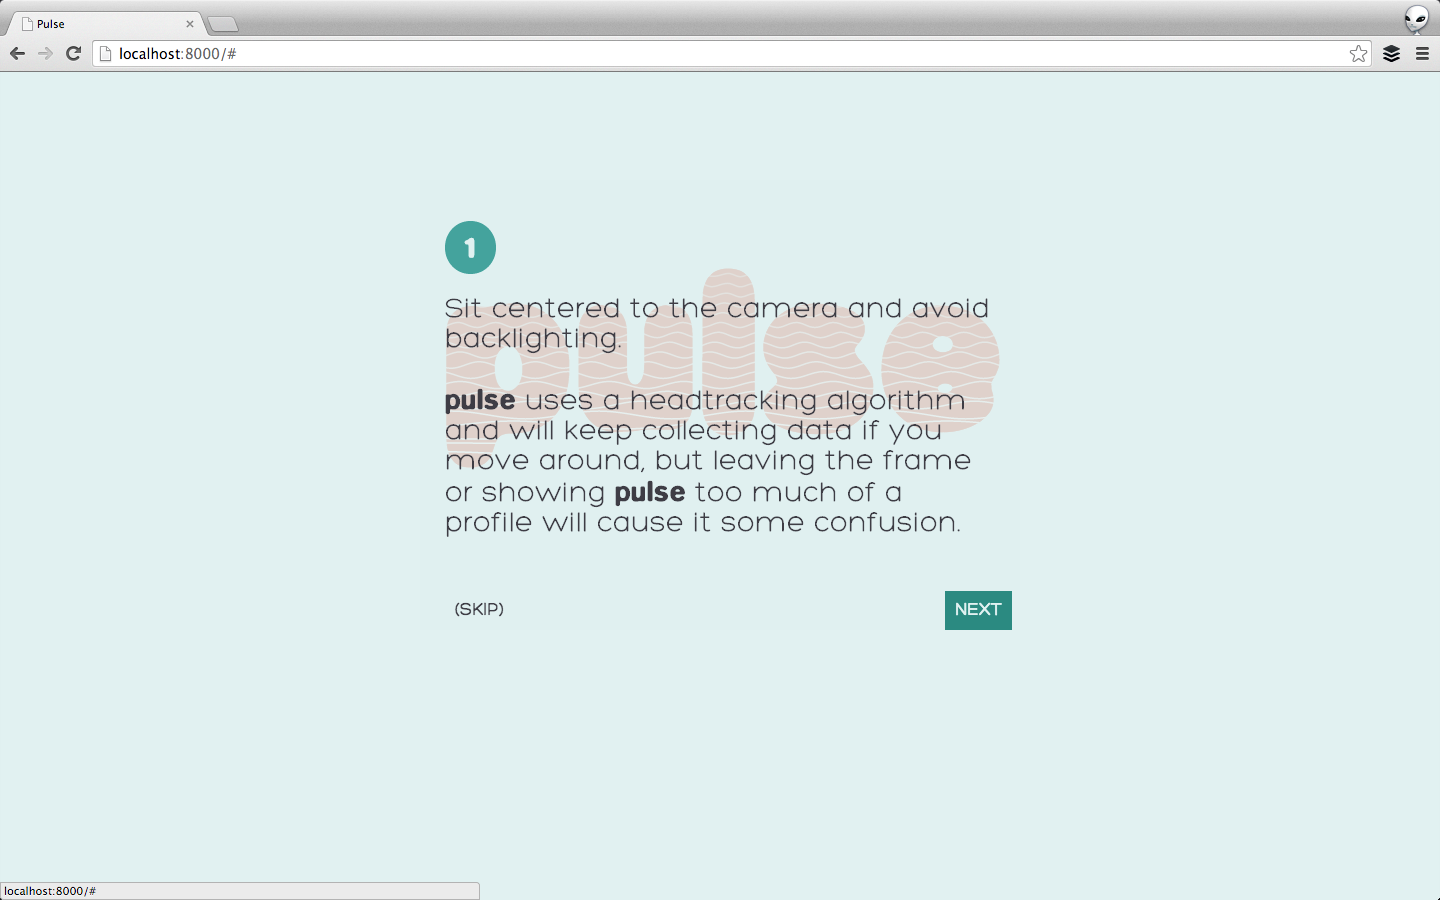 Pulse
localhost:8000/#
1
pulse
Sit centered to the camera and avoid
backlighting.
pulse uses a headtracking algorithm
and will keep collecting data if you
move around, but leaving the frame
or showing pulse too much of a
profile will cause it some confusion.
(SKIP)
NEXT
localhost:8000/#